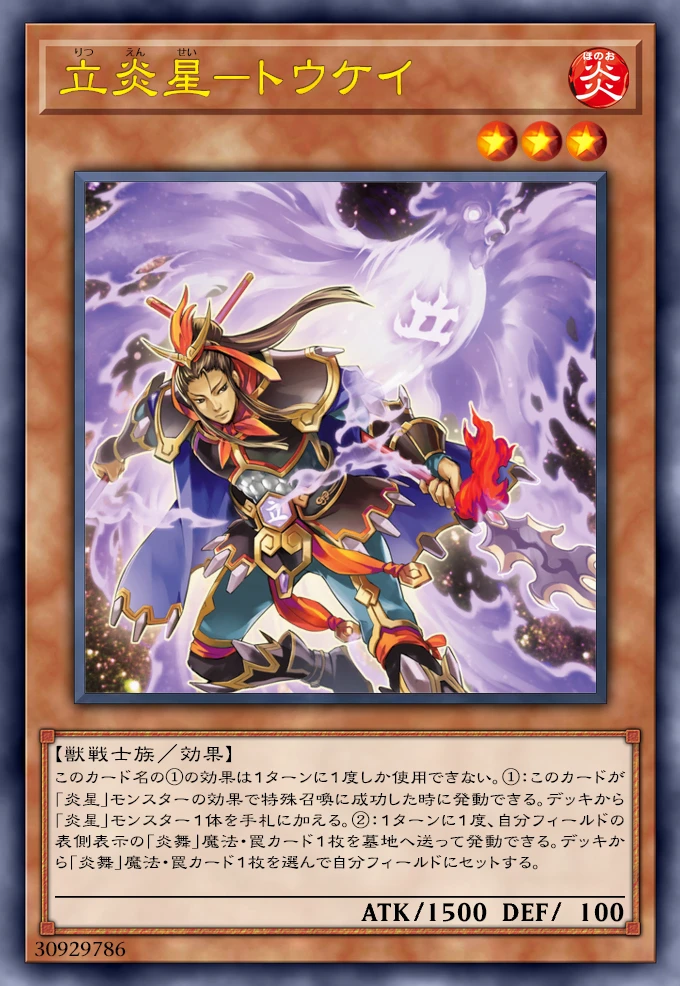 りつ えん せい
立炎星－トウケイ
ほのお
炎
立
立
【獣戦士族／効果】
このカード名の①の効果は１ターンに１度しか使用できない。①：このカードが
「炎星」モンスターの効果で特殊召喚に成功した時に発動できる。デッキから
「炎星」モンスター１体を手札に加える。②：１ターンに１度、自分フィールドの
表側表示の「炎舞」魔法・罠カード１枚を墓地へ送って発動できる。デッキか
ら「炎舞」魔法・罠カード１枚を選んで自分フィールドにセットする。
ATK/1500 DEF/ 100
30929786